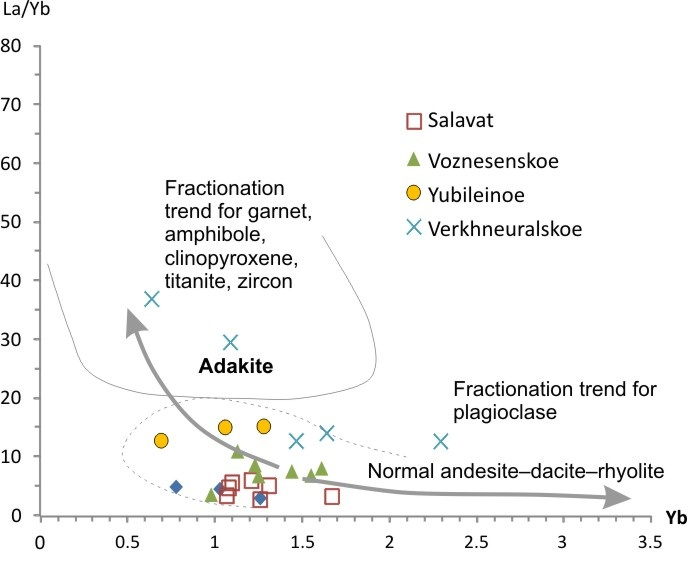 La/Yb
80
70
60
50
40
30
20
10
0
0
0.5
1
1.5
2
2.5
3
3.5
Yb
Salavat
Voznesenskoe
Yubileinoe
Verkhneuralskoe
Fractionation
trend for garnet,
amphibole,
clinopyroxene,
titanite, zircon
Adakite
Fractionation trend for
plagioclase
Normal andesite–dacite–rhyolite